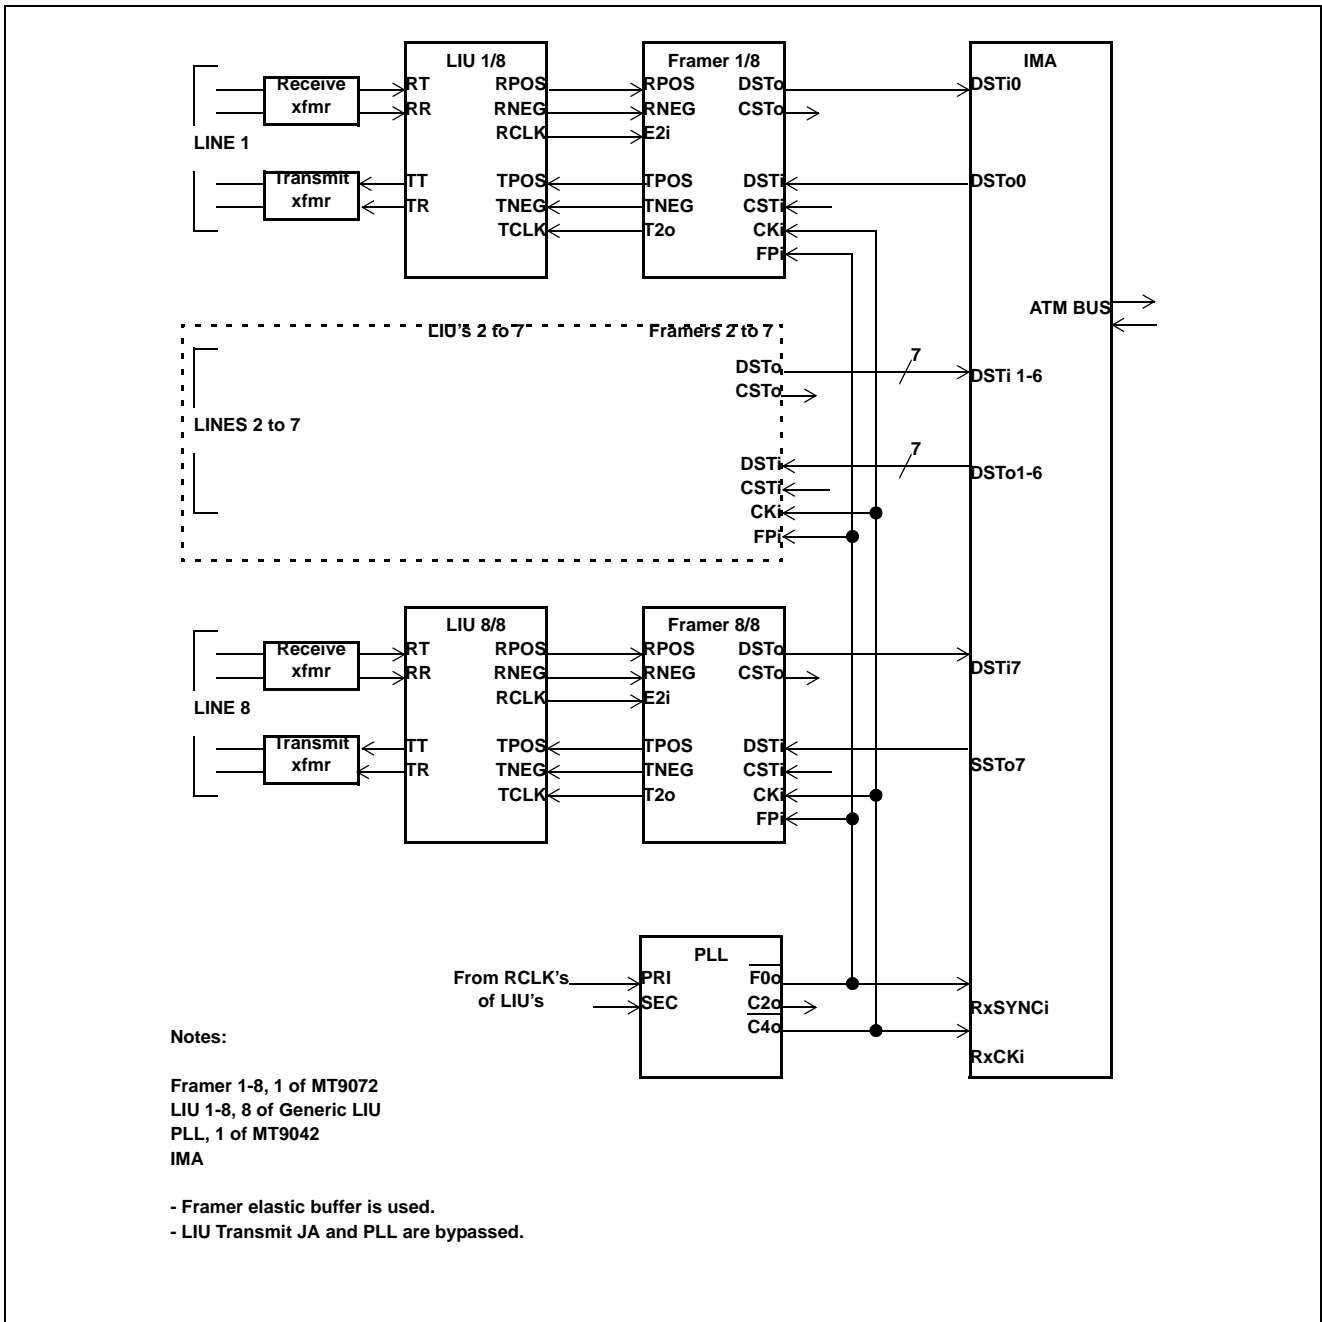 LIU 1/8
Framer 1/8
IMA
Receive
xfmr
RT
RPOS
RPOS
DSTo
DSTi0
RR
RNEG
RNEG
CSTo
RCLK
E2i
LINE 1
Transmit
xfmr
TT
TPOS
TPOS
DSTi
DSTo0
TR
TNEG
TNEG
CSTi
TCLK
T2o
CKi
FPi
ATM BUS
LIU's 2 to 7
Framers 2 to 7
DSTo
7
DSTi 1-6
CSTo
LINES 2 to 7
DSTi
7
DSTo1-6
CSTi
CKi
FPi
LIU 8/8
Framer 8/8
Receive
xfmr
RT
RPOS
RPOS
DSTo
DSTi7
RR
RNEG
RNEG
CSTo
RCLK
E2i
LINE 8
Transmit
xfmr
TT
TPOS
TPOS
DSTi
SSTo7
TR
TNEG
TNEG
CSTi
TCLK
T2o
CKi
FPi
PLL
From RCLK's
of LIU's
PRI
F0o
SEC
C2o
RxSYNCi
C4o
RxCKi
Notes:
Framer 1-8, 1 of MT9072
LIU 1-8, 8 of Generic LIU
PLL, 1 of MT9042
IMA
- Framer elastic buffer is used.
- LIU Transmit JA and PLL are bypassed.